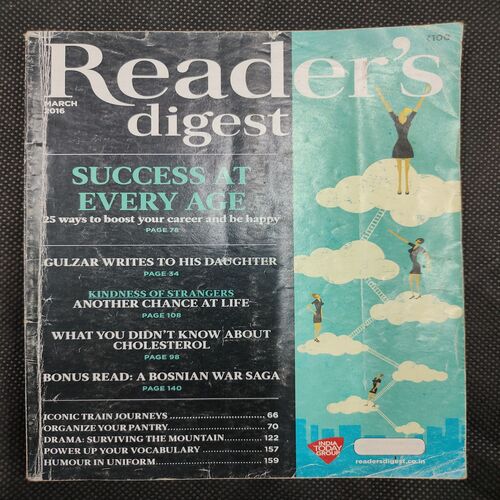 Reader's
digest
₹100
MARCH
2016
SUCCESS AT
EVERY AGE
25 ways to boost your career and be happy
PAGE 78
GULZAR WRITES TO HIS DAUGHTER
PAGE 34
KINDNESS OF STRANGERS
ANOTHER CHANCE AT LIFE
PAGE 108
WHAT YOU DIDN'T KNOW ABOUT
CHOLESTEROL
PAGE 98
BONUS READ: A BOSNIAN WAR SAGA
PAGE 140
ICONIC TRAIN JOURNEYS ........................ 66
ORGANIZE YOUR PANTRY........................ 70
DRAMA: SURVIVING THE MOUNTAIN............ 122
POWER UP YOUR VOCABULARY ................ 157
HUMOUR IN UNIFORM........................... 159
INDIA
TODAY
GROUP
readersdigest.co.in